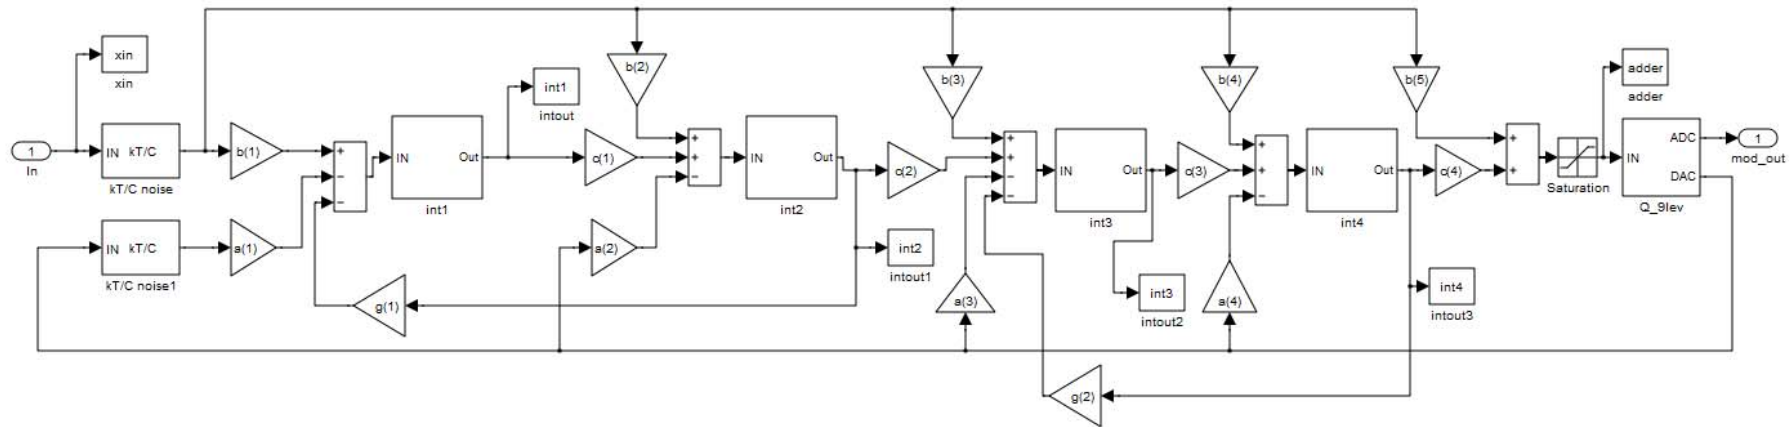 xin
xin
1
In
IN kT/C
kT/C noise
b(1)
+
−
−
IN
Out
int1
int1
intout
c(1)
b(2)
+
+
−
IN
Out
int2
IN kT/C
kT/C noise1
a(1)
g(1)
a(2)
int2
intout1
c(2)
b(3)
+
+
−
−
IN
Out
int3
a(3)
int3
intout2
c(3)
b(4)
+
+
−
IN
Out
int4
a(4)
g(2)
int4
intout3
c(4)
b(5)
+
+
Saturation
adder
adder
IN
ADC
DAC
Q_9lev
1
mod_out